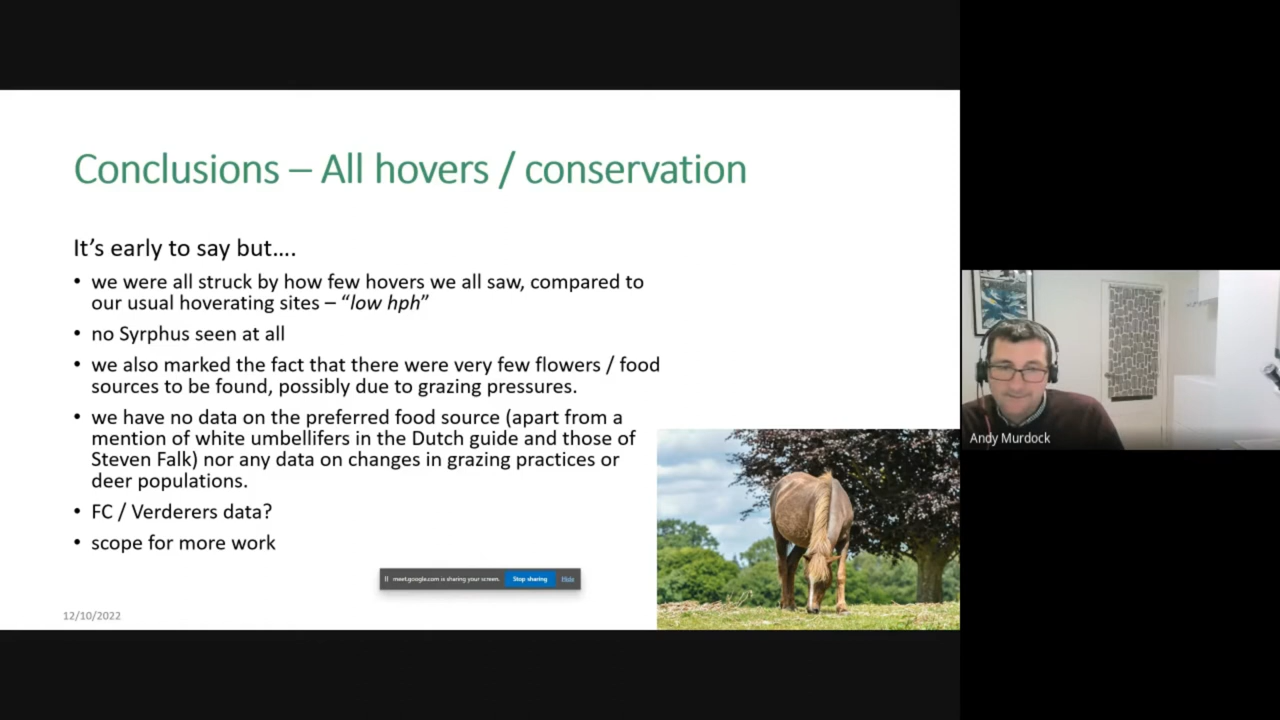 Conclusions – All hovers / conservation
It's early to say but….
• we were all struck by how few hovers we all saw, compared to
our usual hoverating sites – “low hph”
• no Syrphus seen at all
• we also marked the fact that there were very few flowers / food
sources to be found, possibly due to grazing pressures.
• we have no data on the preferred food source (apart from a
mention of white umbellifers in the Dutch guide and those of
Steven Falk) nor any data on changes in grazing practices or
deer populations.
• FC / Verderers data?
• scope for more work
meet.google.com is sharing your screen. Stop sharing Hide
12/10/2022
Andy Murdock